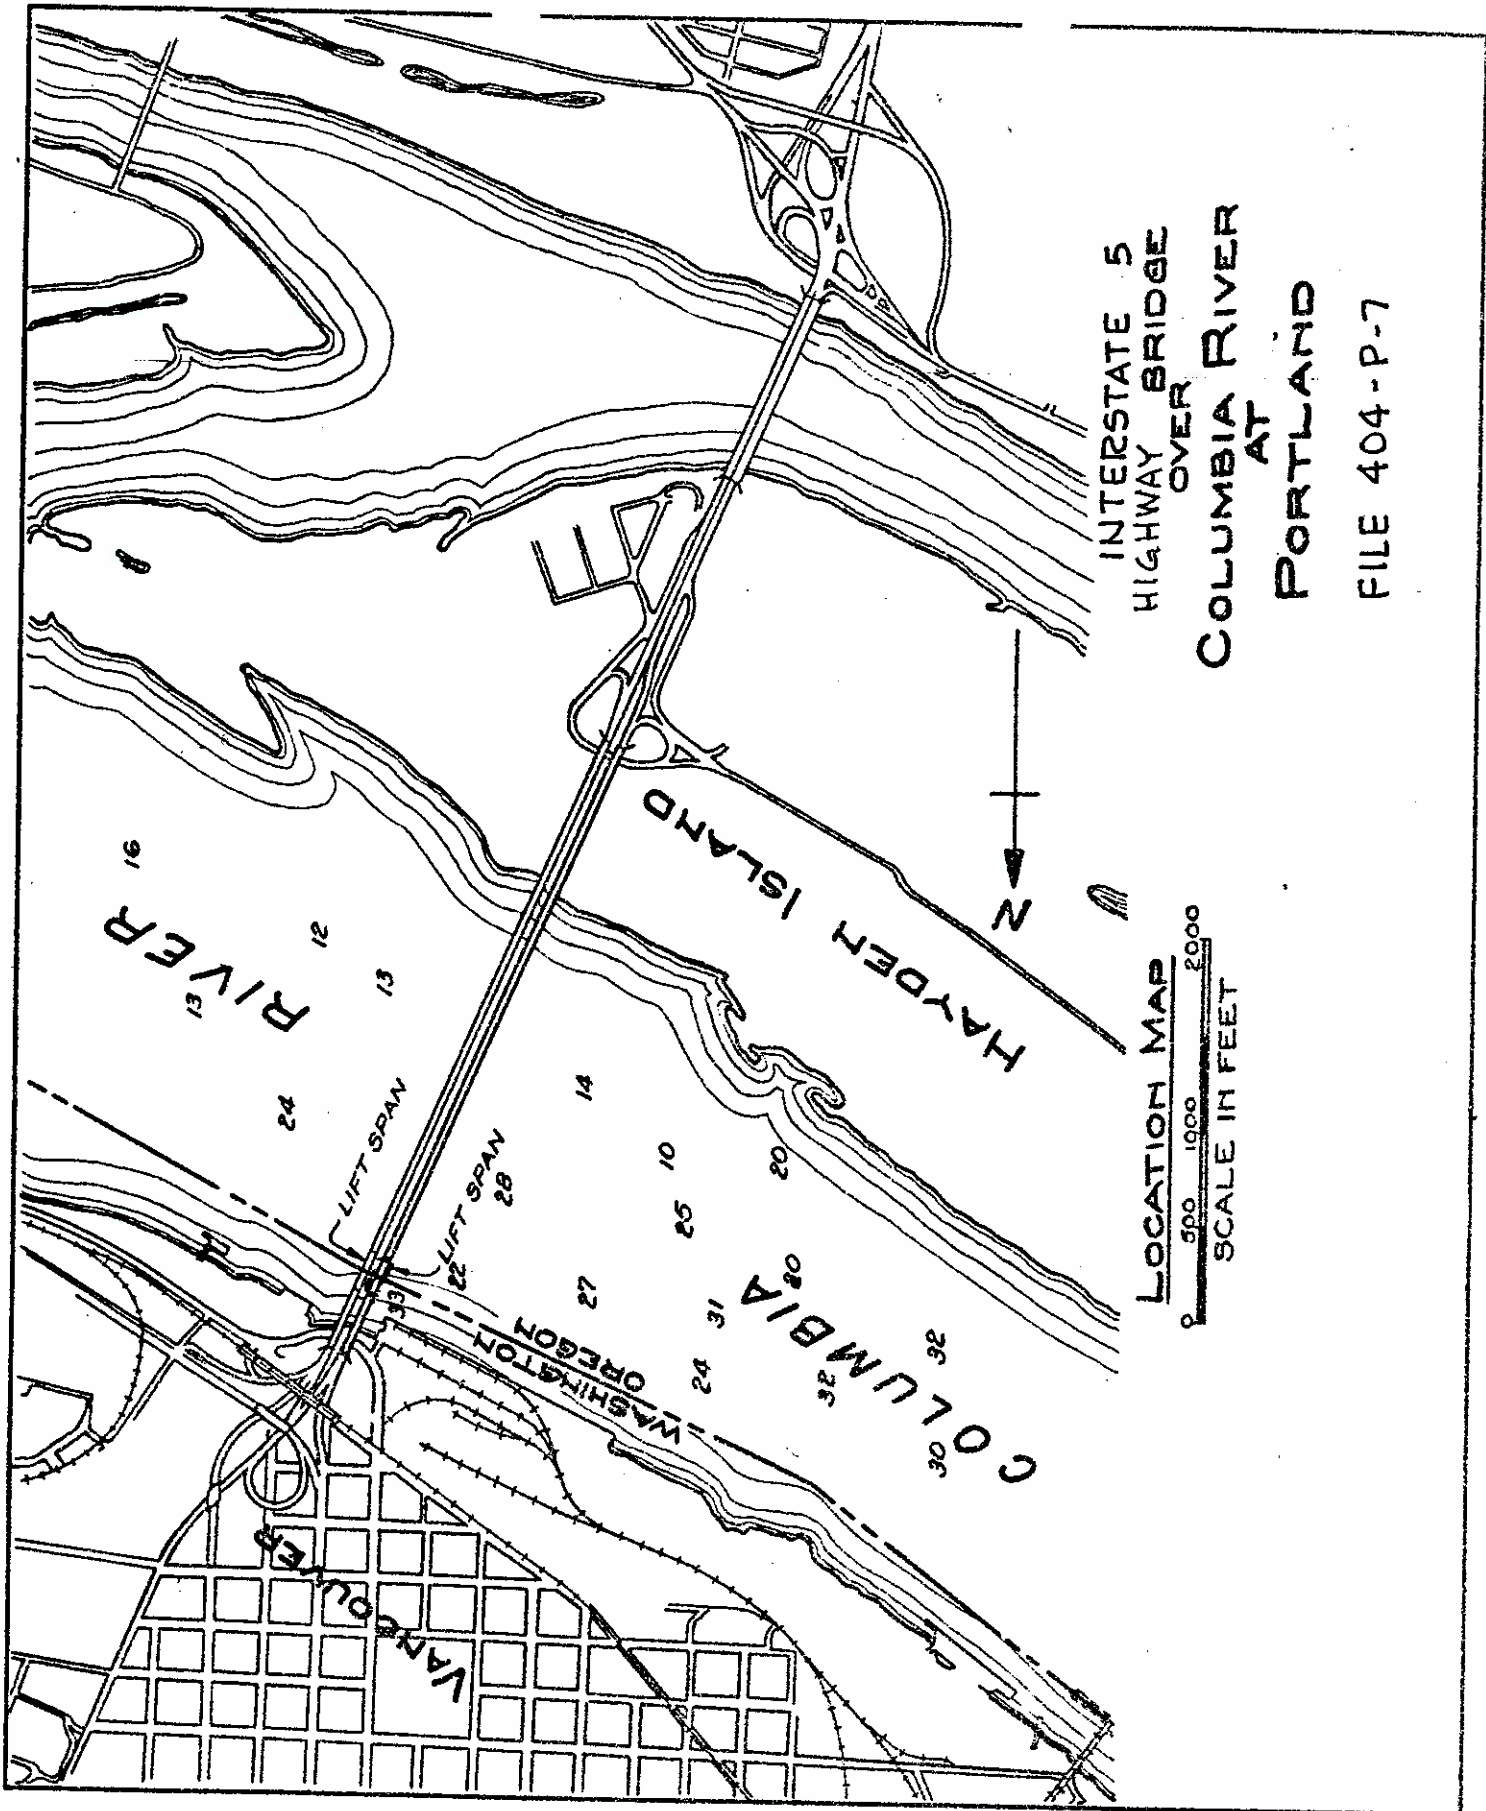 INTERSTATE 5
HIGHWAY BRIDGE
OVER
COLUMBIA RIVER
AT
PORTLAND
FILE 404-P-7
LOCATION MAP
0 500 1000 2000
SCALE IN FEET
N
HAYDEN ISLAND
COLUMBIA
RIVER
VANCOUVER
WASHINGTON
OREGON
LIFT SPAN
LIFT SPAN
16
12
13
13
24
14
28
22
33
10
20
25
27
20
31
24
32
32
30